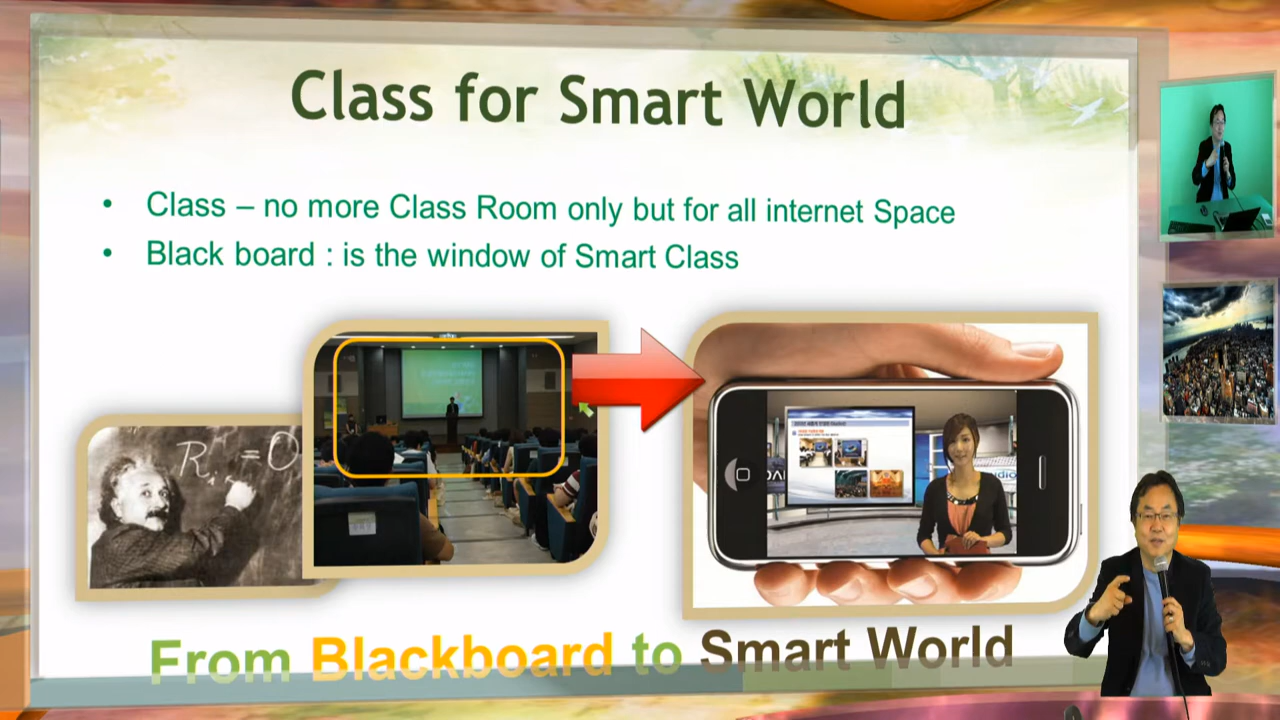 Class for Smart World
• Class – no more Class Room only but for all internet Space
• Black board : is the window of Smart Class
R = O
From Blackboard to Smart World